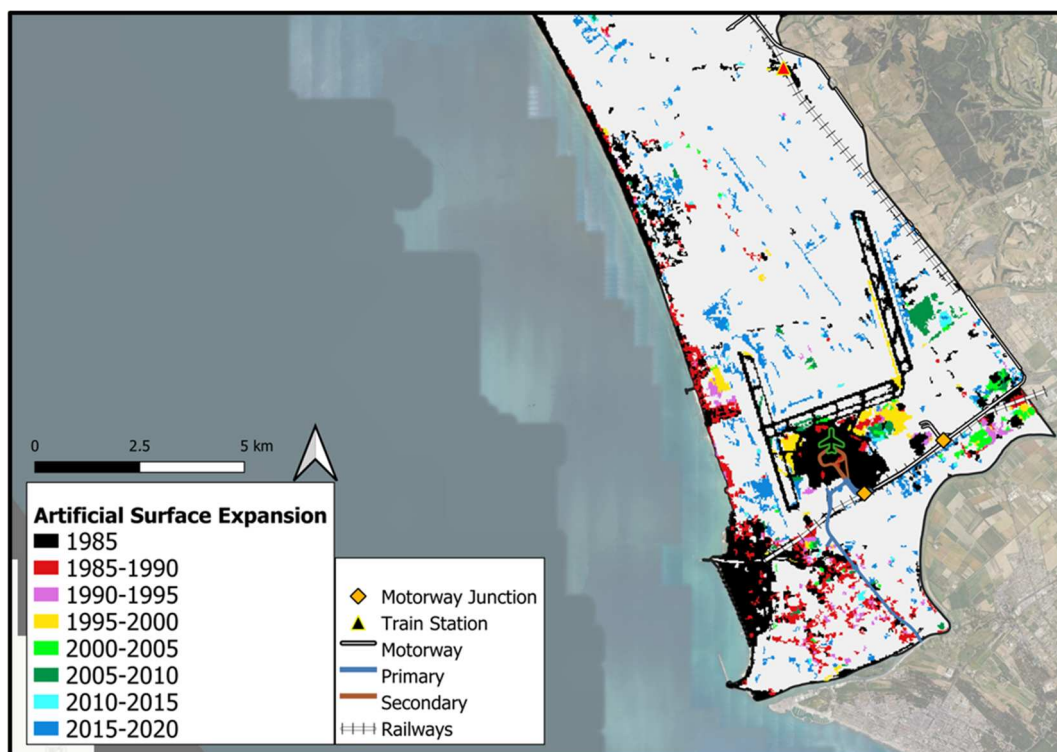 0 2.5 5 km
Artificial Surface Expansion
1985
1985-1990
1990-1995
1995-2000
2000-2005
2005-2010
2010-2015
2015-2020
Motorway Junction
Train Station
Motorway
Primary
Secondary
Railways